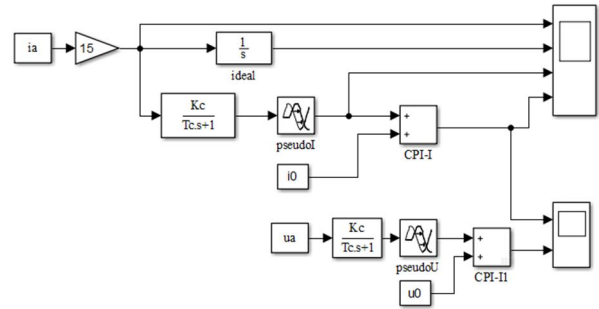 ia
15
1
s
ideal
Kc
Tc.s+1
pseudoI
+
+
CPI-I
i0
ua
Kc
Tc.s+1
pseudoU
+
+
CPI-I1
u0